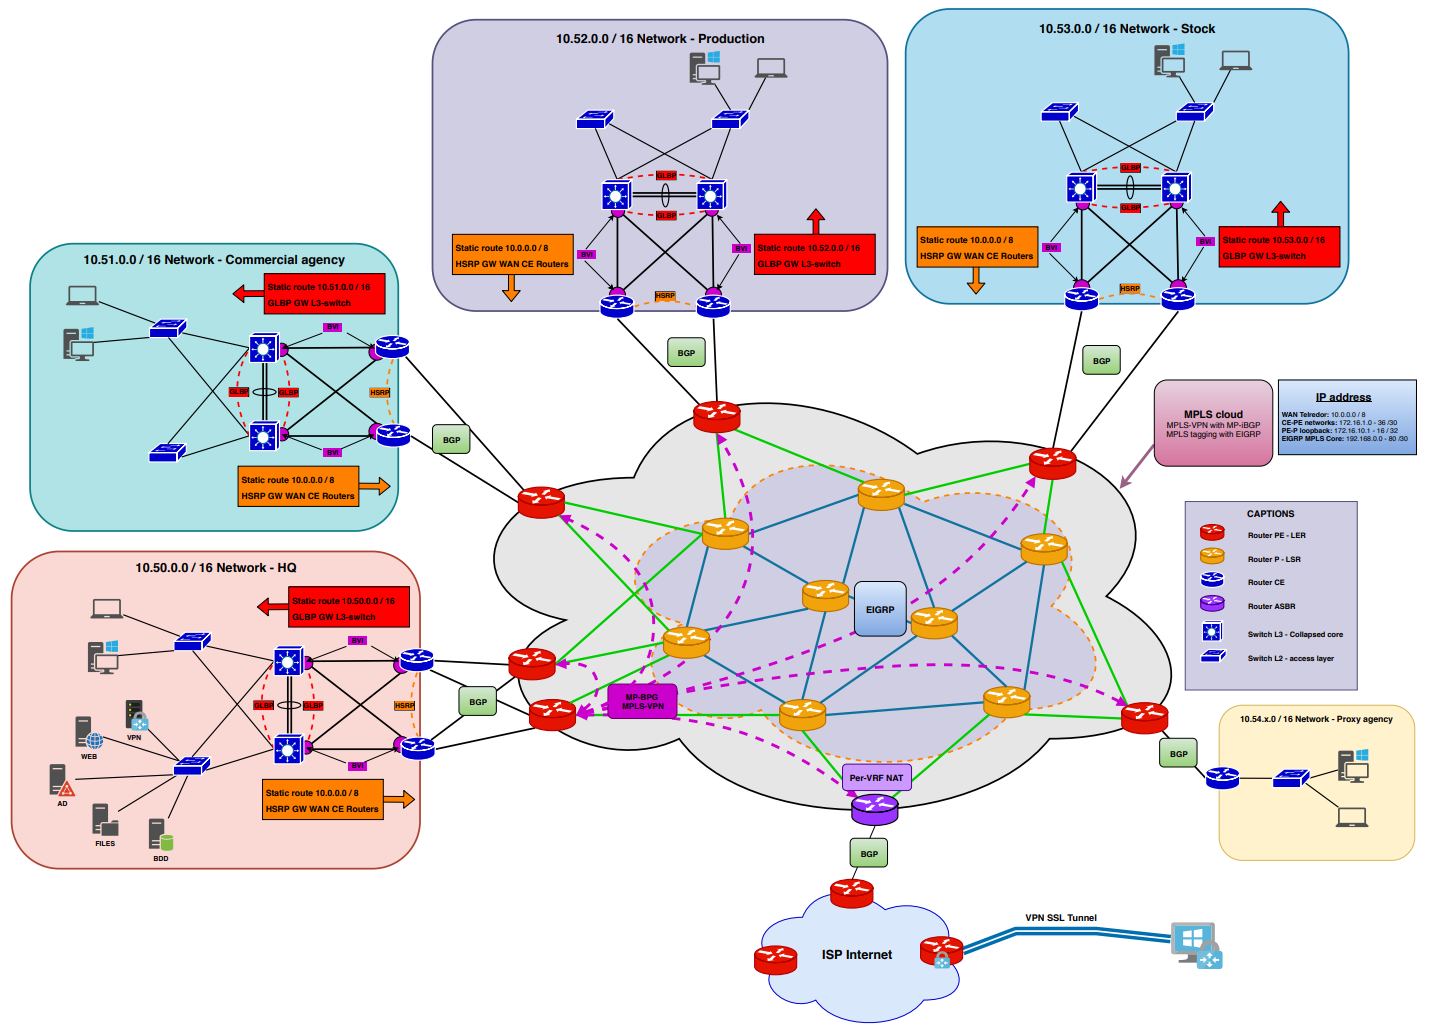 10.52.0.0 / 16 Network - Production
GLBP
GLBP
Static route 10.0.0.0 / 8
HSRP GW WAN CE Routers
BVI
BVI
Static route 10.52.0.0 / 16
GLBP GW L3-switch
HSRP
BGP
10.53.0.0 / 16 Network - Stock
GLBP
GLBP
Static route 10.0.0.0 / 8
HSRP GW WAN CE Routers
BVI
BVI
Static route 10.53.0.0 / 16
GLBP GW L3-switch
HSRP
BGP
10.51.0.0 / 16 Network - Commercial agency
Static route 10.51.0.0 / 16
GLBP GW L3-switch
BVI
GLBP
GLBP
HSRP
BVI
Static route 10.0.0.0 / 8
HSRP GW WAN CE Routers
BGP
MPLS cloud
MPLS-VPN with MP-iBGP
MPLS tagging with EIGRP
IP address
WAN Telredor: 10.0.0.0 / 8
CE-PE networks: 172.16.1.0 - 36 /30
PE-P loopback: 172.16.10.1 - 16 / 32
EIGRP MPLS Core: 192.168.0.0 - 80 /30
CAPTIONS
Router PE - LER
Router P - LSR
Router CE
Router ASBR
Switch L3 - Collapsed core
Switch L2 - access layer
10.50.0.0 / 16 Network - HQ
Static route 10.50.0.0 / 16
GLBP GW L3-switch
BVI
GLBP
GLBP
HSRP
BVI
VPN
WEB
AD
FILES
BDD
Static route 10.0.0.0 / 8
HSRP GW WAN CE Routers
BGP
EIGRP
MP-BPG
MPLS-VPN
Per-VRF NAT
BGP
10.54.x.0 / 16 Network - Proxy agency
BGP
ISP Internet
VPN SSL Tunnel